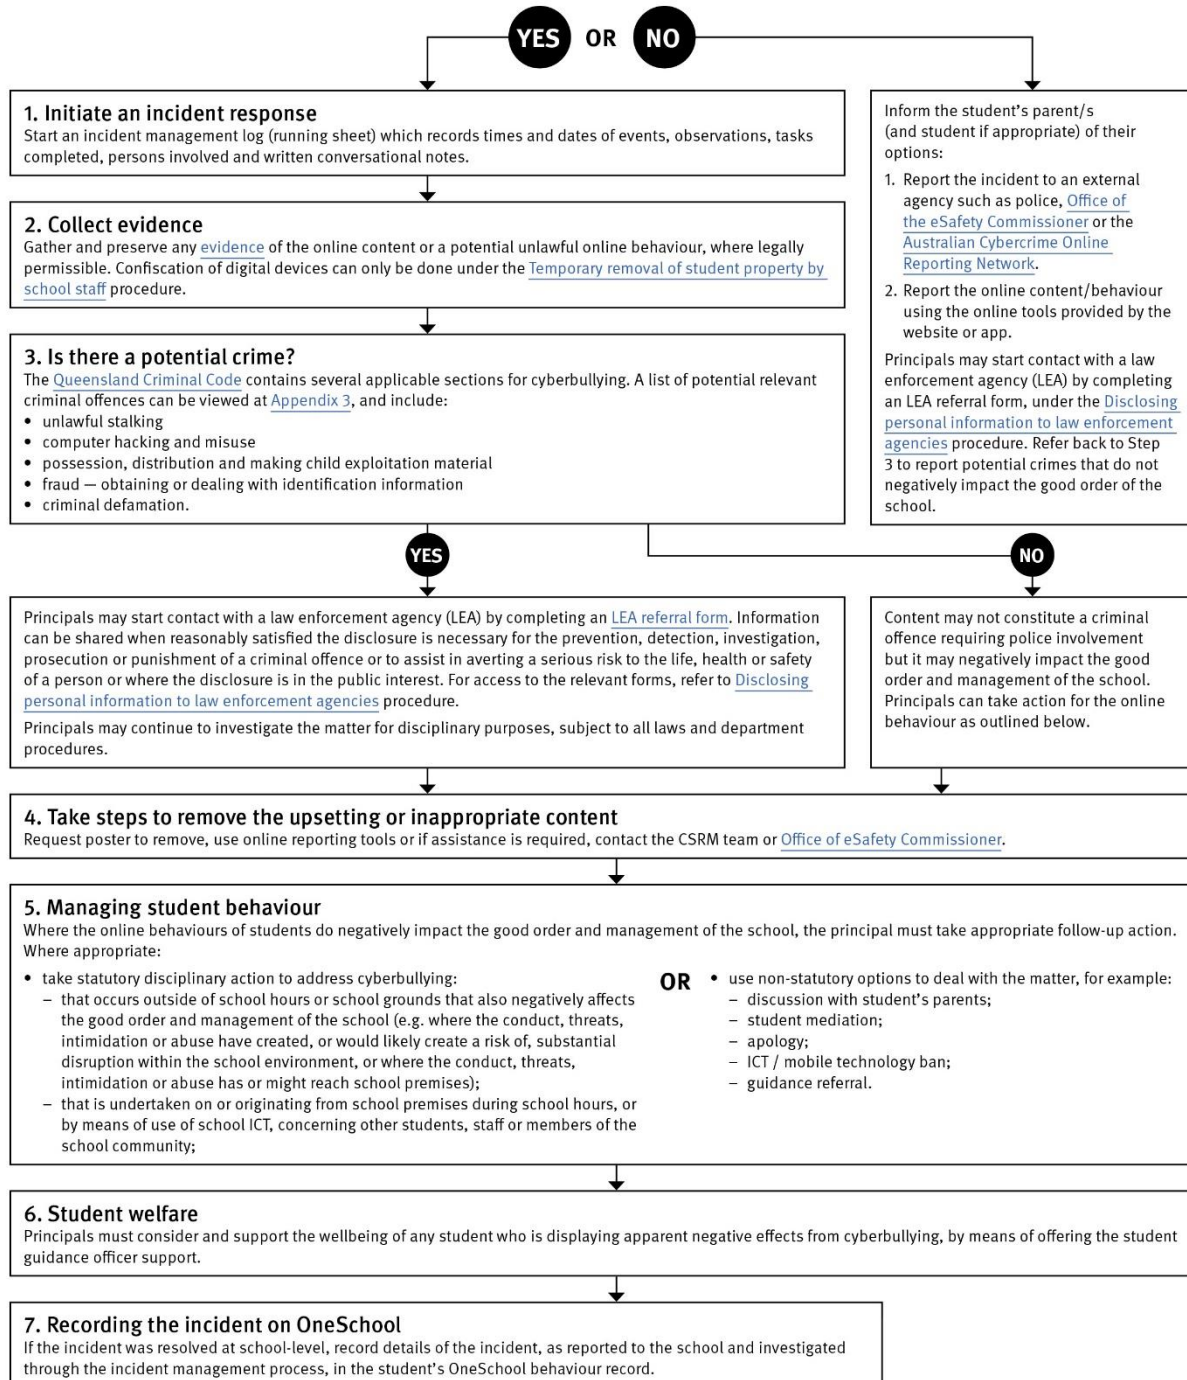 YES OR NO
1. Initiate an incident response
Start an incident management log (running sheet) which records times and dates of events, observations, tasks
completed, persons involved and written conversational notes.
Inform the student's parent/s
(and student if appropriate) of their
options:
1. Report the incident to an external
agency such as police, Office of
the eSafety Commissioner or the
Australian Cybercrime Online
Reporting Network.
2. Report the online content/behaviour
using the online tools provided by the
website or app.
Principals may start contact with a law
enforcement agency (LEA) by completing
an LEA referral form, under the Disclosing
personal information to law enforcement
agencies procedure. Refer back to Step
3 to report potential crimes that do not
negatively impact the good order of the
school.
2. Collect evidence
Gather and preserve any evidence of the online content or a potential unlawful online behaviour, where legally
permissible. Confiscation of digital devices can only be done under the Temporary removal of student property by
school staff procedure.
3. Is there a potential crime?
The Queensland Criminal Code contains several applicable sections for cyberbullying. A list of potential relevant
criminal offences can be viewed at Appendix 3, and include:
• unlawful stalking
• computer hacking and misuse
• possession, distribution and making child exploitation material
• fraud — obtaining or dealing with identification information
• criminal defamation.
YES
NO
Principals may start contact with a law enforcement agency (LEA) by completing an LEA referral form. Information
can be shared when reasonably satisfied the disclosure is necessary for the prevention, detection, investigation,
prosecution or punishment of a criminal offence or to assist in averting a serious risk to the life, health or safety
of a person or where the disclosure is in the public interest. For access to the relevant forms, refer to Disclosing
personal information to law enforcement agencies procedure.
Principals may continue to investigate the matter for disciplinary purposes, subject to all laws and department
procedures.
Content may not constitute a criminal
offence requiring police involvement
but it may negatively impact the good
order and management of the school.
Principals can take action for the online
behaviour as outlined below.
4. Take steps to remove the upsetting or inappropriate content
Request poster to remove, use online reporting tools or if assistance is required, contact the CSRM team or Office of eSafety Commissioner.
5. Managing student behaviour
Where the online behaviours of students do negatively impact the good order and management of the school, the principal must take appropriate follow-up action.
Where appropriate:
• take statutory disciplinary action to address cyberbullying:
– that occurs outside of school hours or school grounds that also negatively affects
the good order and management of the school (e.g. where the conduct, threats,
intimidation or abuse have created, or would likely create a risk of, substantial
disruption within the school environment, or where the conduct, threats,
intimidation or abuse has or might reach school premises);
– that is undertaken on or originating from school premises during school hours, or
by means of use of school ICT, concerning other students, staff or members of the
school community;
OR
• use non-statutory options to deal with the matter, for example:
– discussion with student's parents;
– student mediation;
– apology;
– ICT / mobile technology ban;
– guidance referral.
6. Student welfare
Principals must consider and support the wellbeing of any student who is displaying apparent negative effects from cyberbullying, by means of offering the student
guidance officer support.
7. Recording the incident on OneSchool
If the incident was resolved at school-level, record details of the incident, as reported to the school and investigated
through the incident management process, in the student's OneSchool behaviour record.